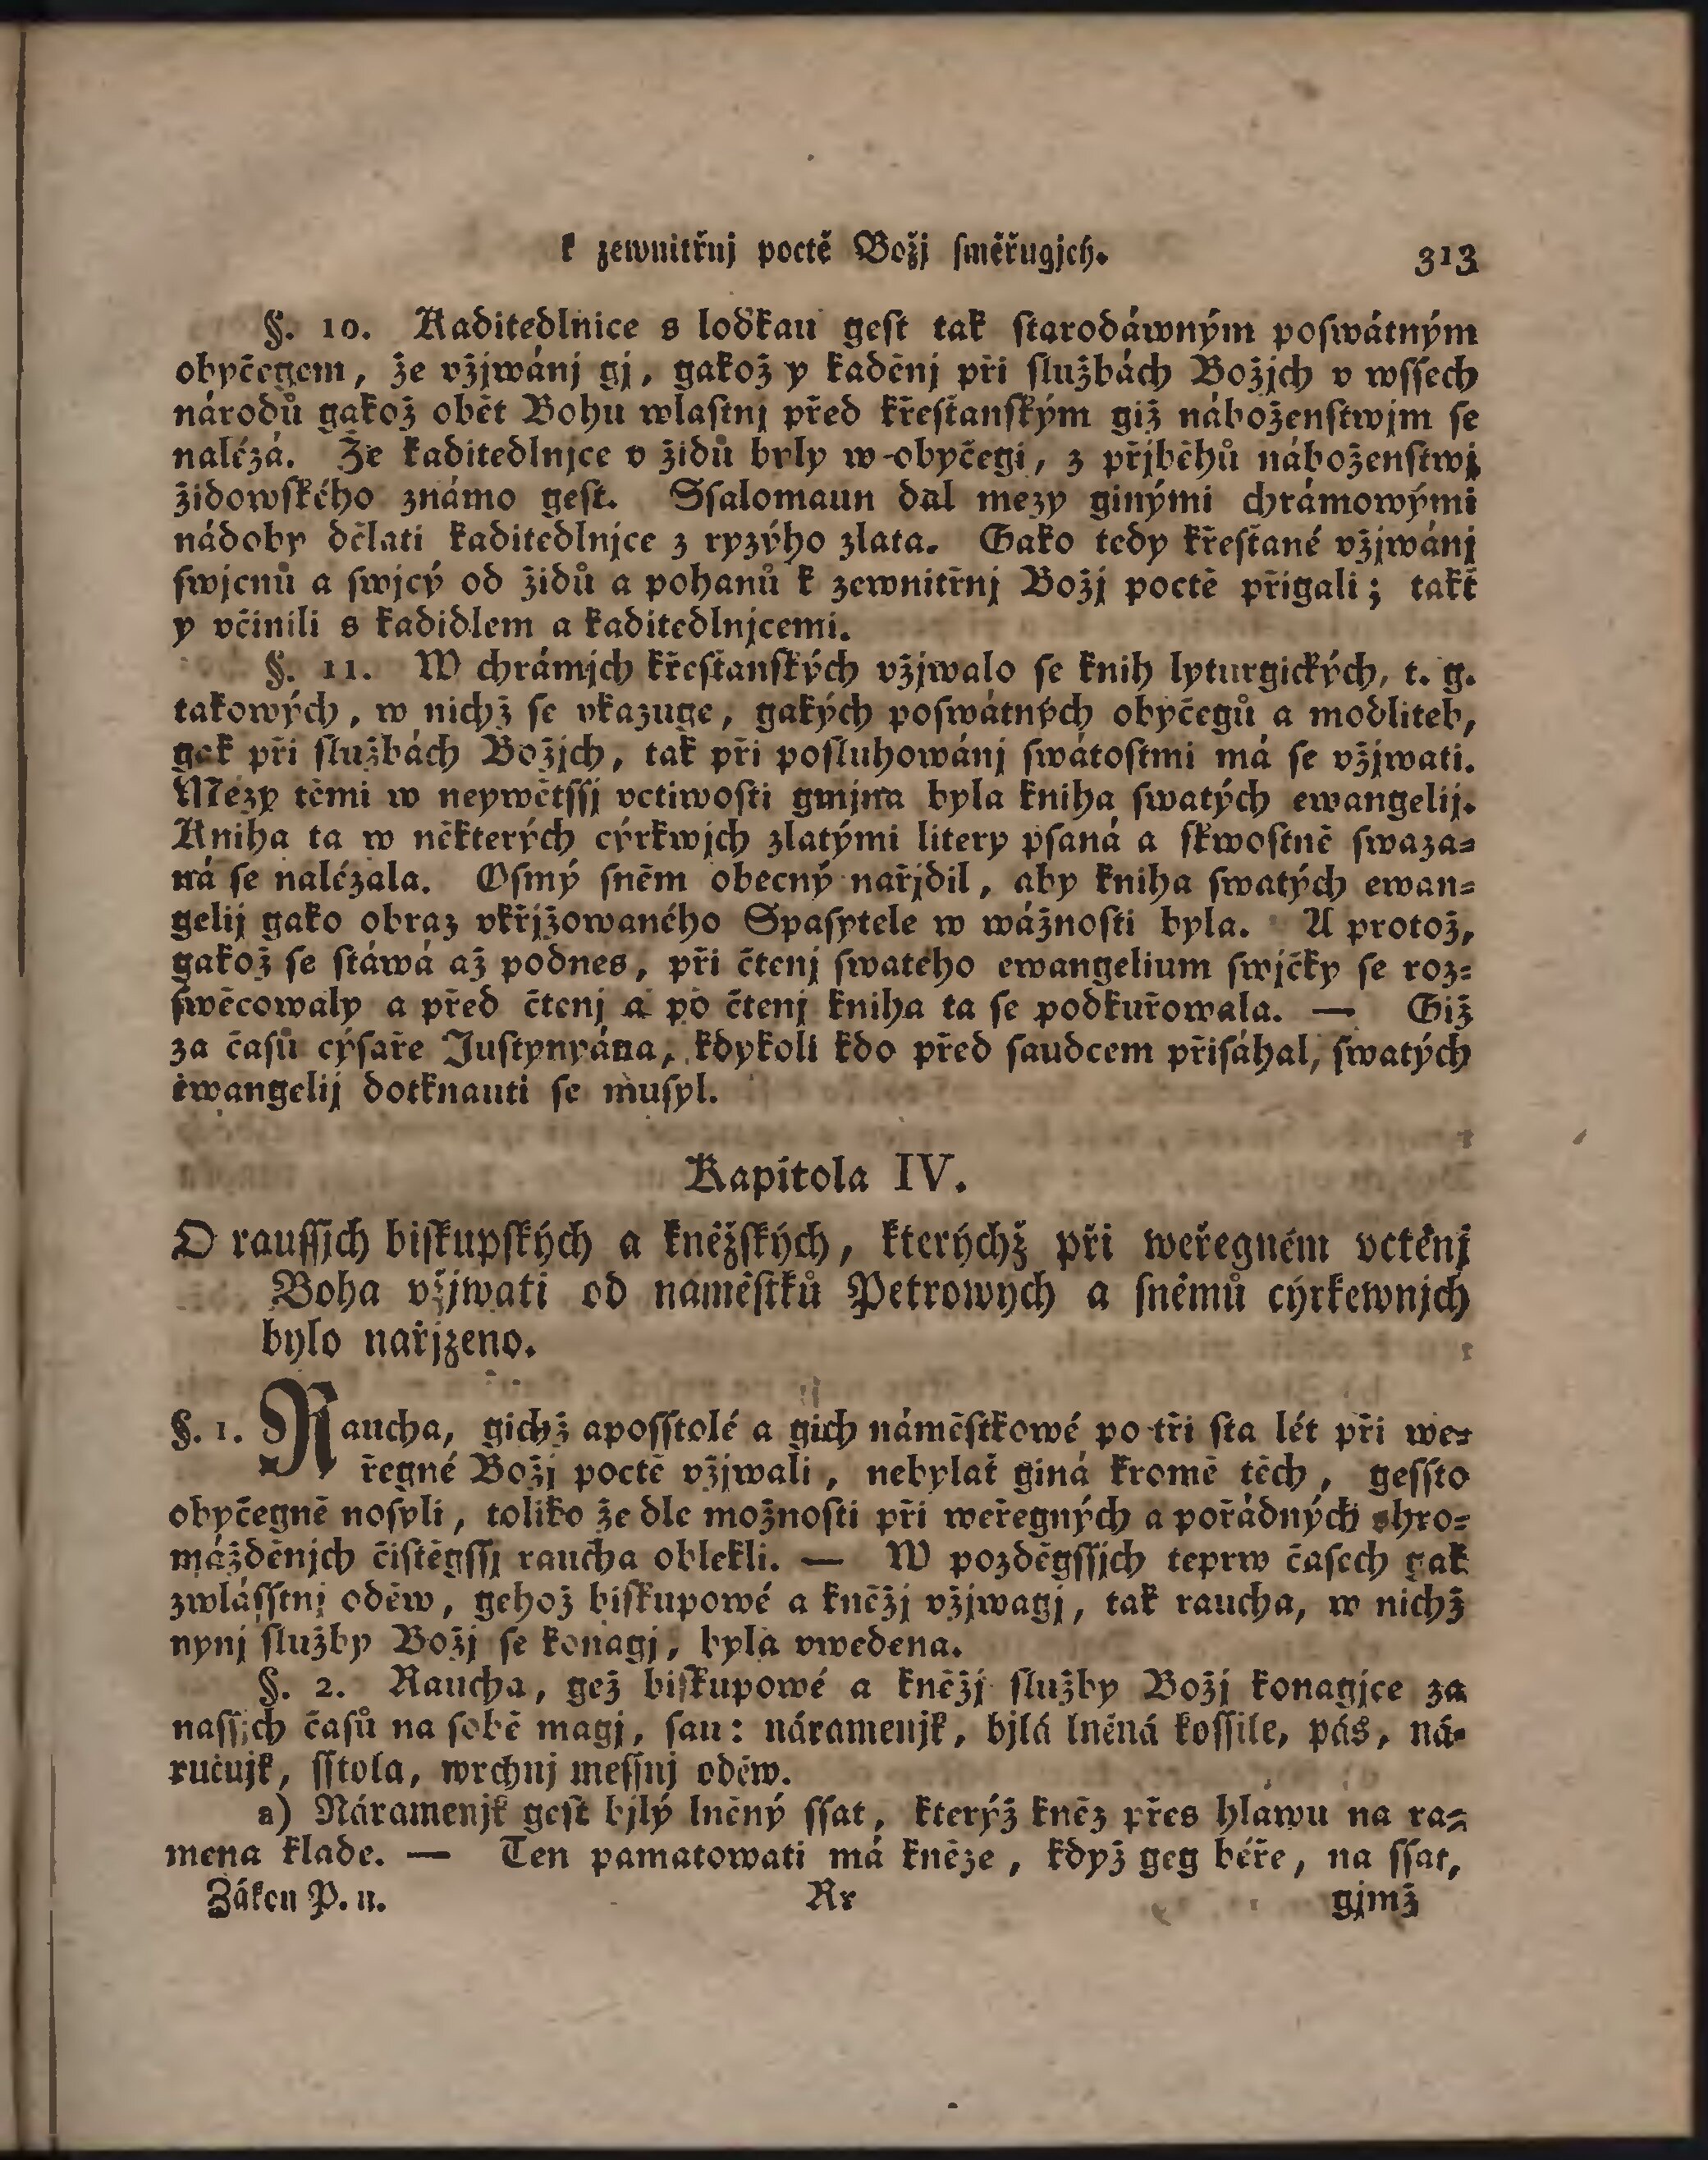 k zewnitřnj poctě Božj směřugjch. 313
§. 10. Kaditedlnice s loďkau gest tak starodáwným poswátným
obyčegem, že vžjwánj gj, gakož y kaděnj při službách Božjch v wssech
národů gakož obět Bohu wlastnj před křesťanským giž náboženstwjm se
nalézá. Že kaditedlnjce v židů byly w obyčegi, z přjběhů náboženstwj
židowského známo gest. Ssalomaun dal mezy ginými chrámowými
nádoby dělati kaditedlnjce z ryzýho zlata. Gako tedy křesťané vžjwánj
swjcnů a swjcý od židů a pohanů k zewnitřnj Božj poctě přigali; takť
y včinili s kadidlem a kaditedlnjcemi.
§. 11. W chrámjch křesťanských vžjwalo se knih lyturgických, t. g.
takowých, w nichž se vkazuge, gakých poswátných obyčegů a modliteb,
gak při službách Božjch, tak při posluhowánj swátostmi má se vžjwati.
Mezy těmi w neywětssj vctiwosti gmjna byla kniha swatých ewangelij.
Kniha ta w některých cýrkwjch zlatými litery psaná a skwostně swaza-
ná se nalézala. Osmý sněm obecný nařjdil, aby kniha swatých ewan-
gelij gako obraz vkřjžowaného Spasytele w wážnosti byla. A protož,
gakož se stáwá až podnes, při čtenj swatého ewangelium swjčky se roz-
swěcowaly a před čtenj a po čtenj kniha ta se podkuřowala. — Giž
za časů cýsaře Justynyána, kdykoli kdo před saudcem přisáhal, swatých
ewangelij dotknauti se musyl.
Kapitola IV.
O raussjch biskupských a kněžských, kterýchž při weřegném vctěnj
Boha vžjwati od náměstků Petrowych a sněmů cýrkewnjch
bylo nařjzeno.
§. 1. Raucha, gichž aposstolé a gich náměstkowé po tři sta lét při we-
řegné Božj poctě vžjwali, nebylať giná kromě těch, gessto
obyčegně nosyli, toliko že dle možnosti při weřegných a pořádných shro-
mážděnjch čistěgssj raucha oblekli. — W pozděgssjch teprw časech gak
zwlásstnj oděw, gehož biskupowé a kněžj vžjwagj, tak raucha, w nichž
nynj služby Božj se konagj, byla vwedena.
§. 2. Raucha, gež biskupowé a kněžj služby Božj konagjce za
nassjch časů na sobě magj, sau: náramenjk, bjlá lněná kossile, pás, ná-
ručnjk, sstola, wrchnj messnj oděw.
a) Náramenjk gest bjlý lněný ssat, kterýž kněz přes hlawu na ra-
mena klade. — Ten pamatowati má kněze, když geg béře, na ssat,
Zákon P. n. Rr gjmž